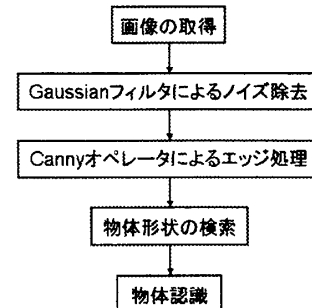 画像の取得
Gaussianフィルタによるノイズ除去
Cannyオペレータによるエッジ処理
物体形状の検索
物体認識